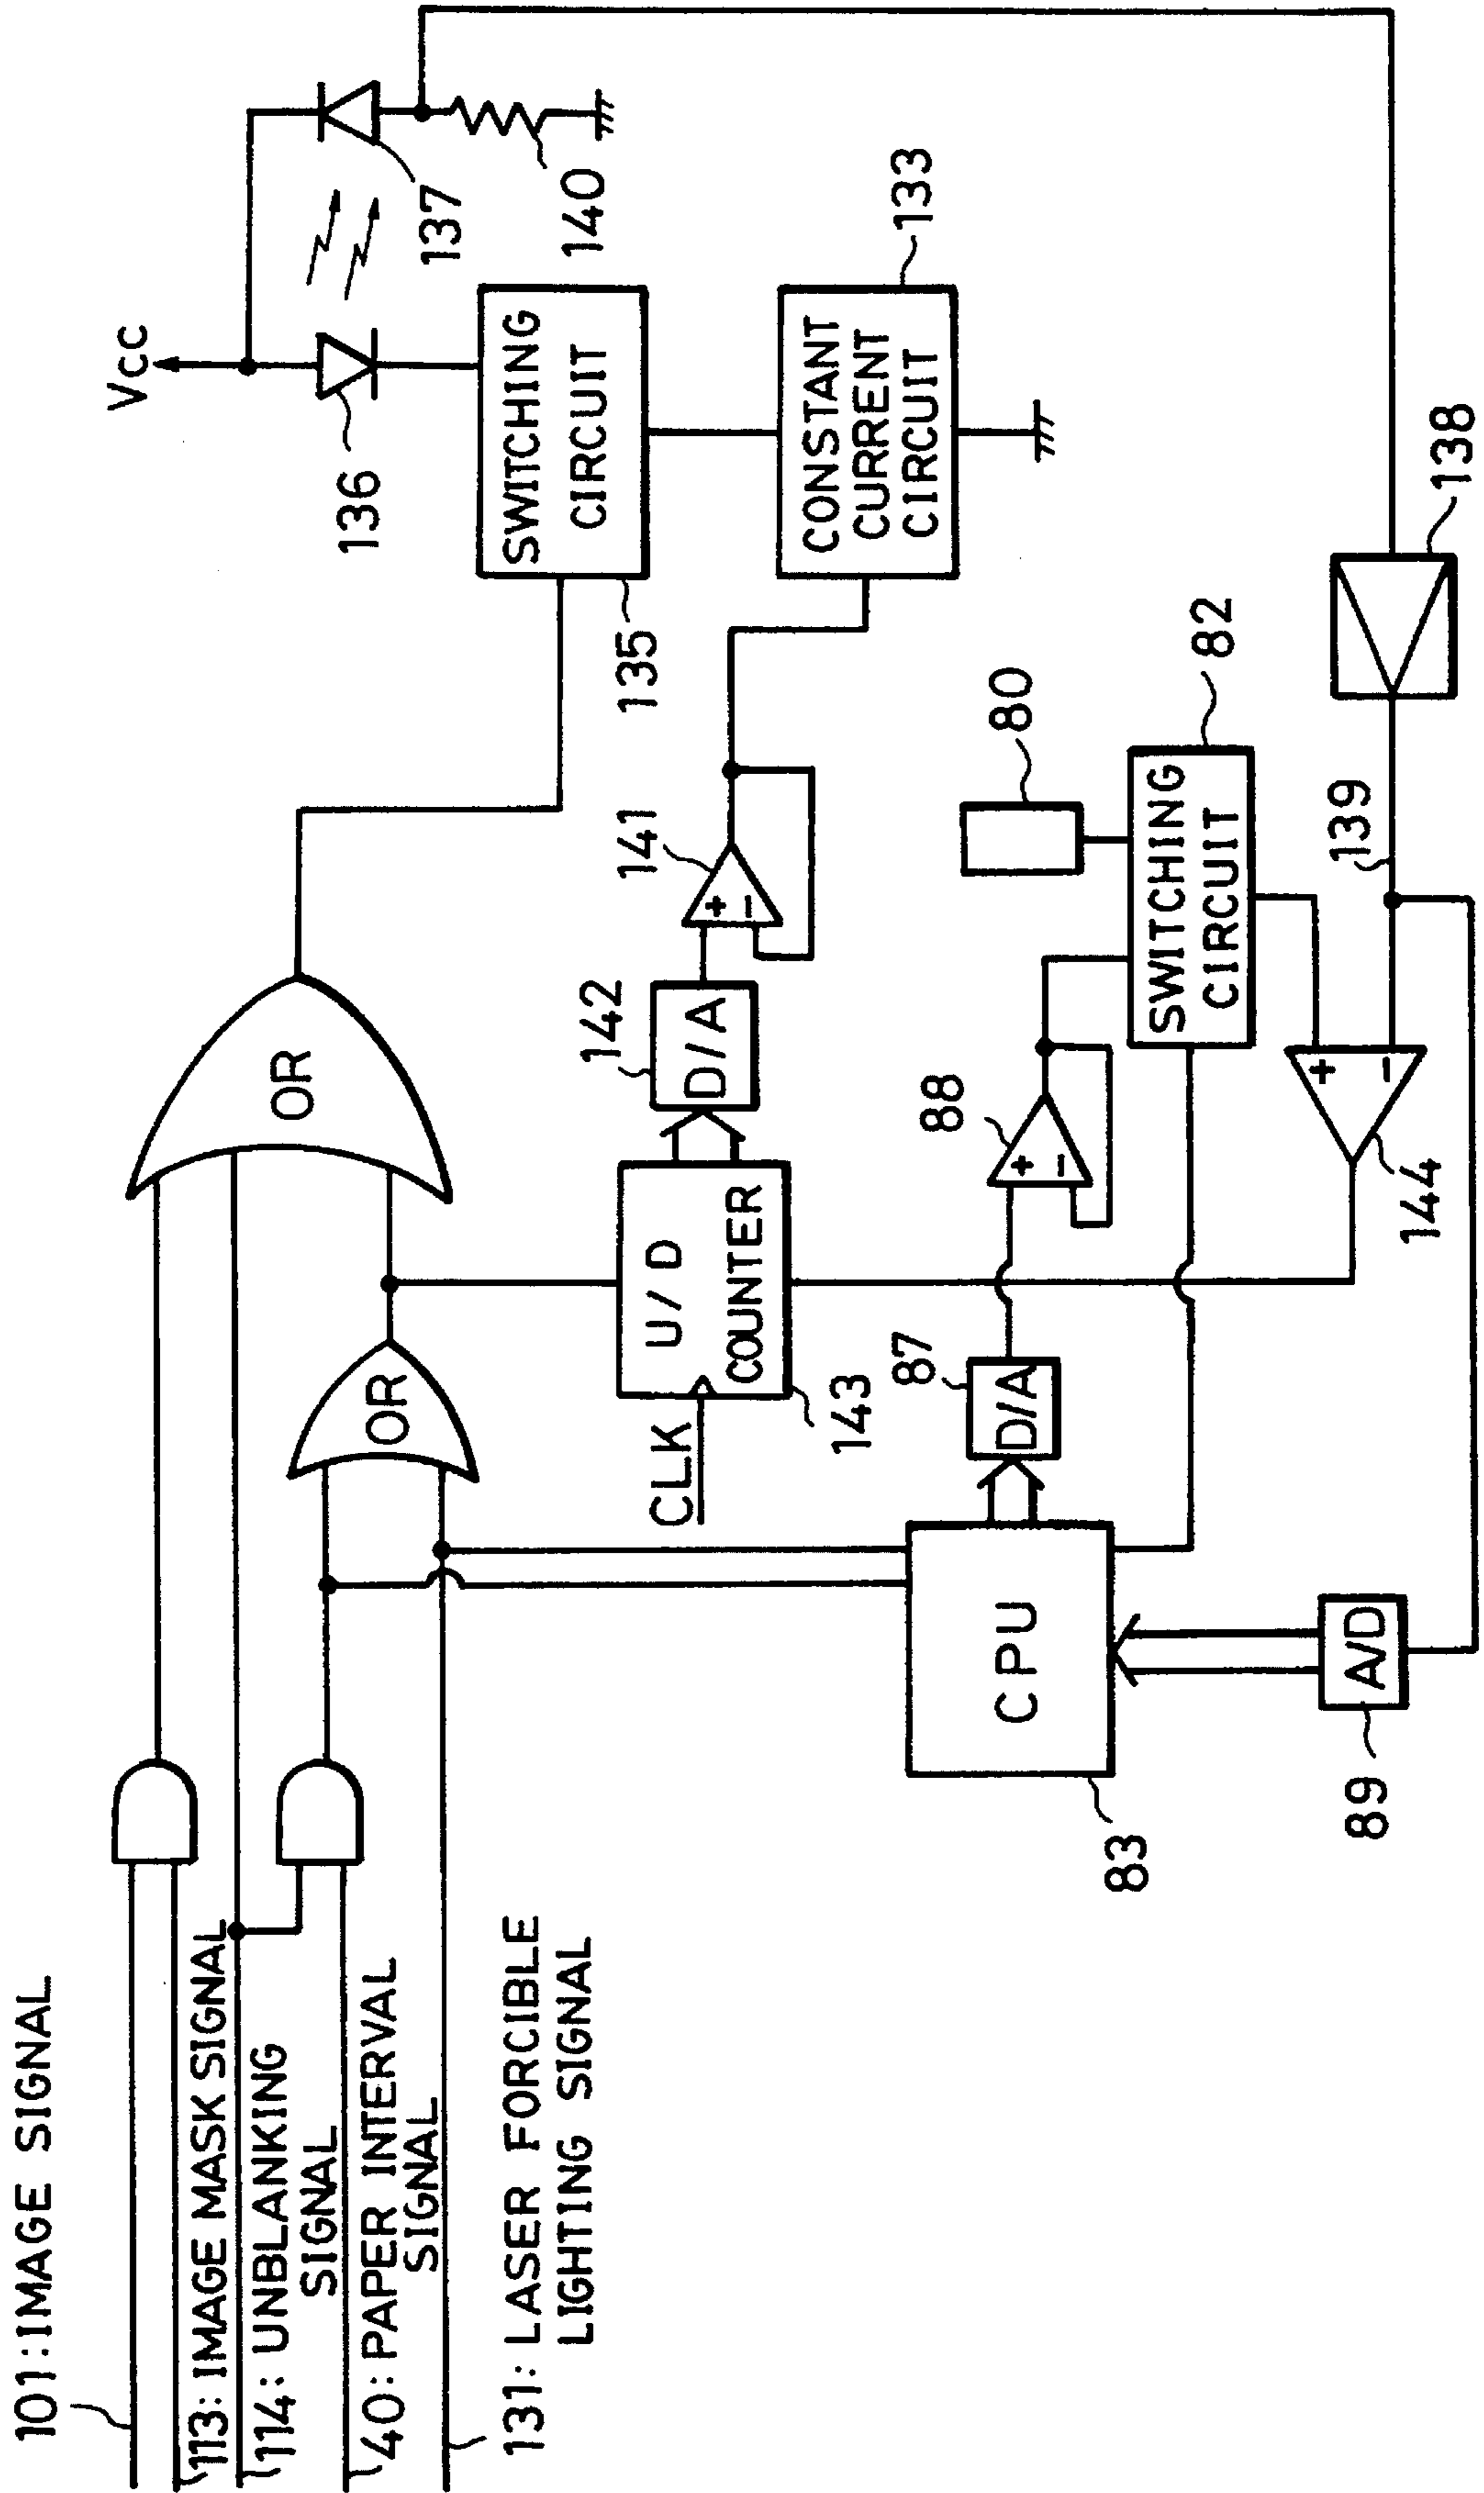 101:IMAGE SIGNAL
113:IMAGE MASK SIGNAL
114: UNBLANKING
SIGNAL
40: PAPER INTERVAL
SIGNAL
131: LASER FORCIBLE
LIGHTING SIGNAL
OR
OR
CLK
U/D
COUNTER
143
142
D/A
141
+
−
135
SWITCHING
CIRCUIT
CONSTANT
CURRENT
CIRCUIT
133
Vcc
136
137
140
CPU
83
87
D/A
88
+
−
80
82
SWITCHING
CIRCUIT
89
A/D
144
+
−
139
138